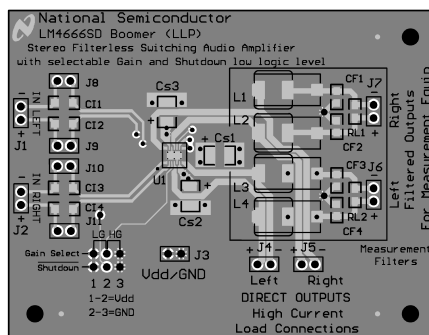 National Semiconductor
LM4666SD Boomer (LLP)
Stereo Filterless Switching Audio Amplifier
with selectable Gain and Shutdown low logic level
J8
Cs3
CF1
J7
IN LEFT
CI1
L1
Right
CI2
L2
RL1
J1
J9
Cs1
CF2
J10
CF3
J6
U1
CI3
L3
Left
IN RIGHT
L4
RL2
J2
CI4
Cs2
CF4
J11
Filtered Outputs
For Measurement Equip
LG HG
J3
J4
J5
Measurement
Filters
Gain Select
Shutdown
Vdd/GND
Left
Right
1 2 3
1-2=Vdd
2-3=GND
DIRECT OUTPUTS
High Current
Load Connections